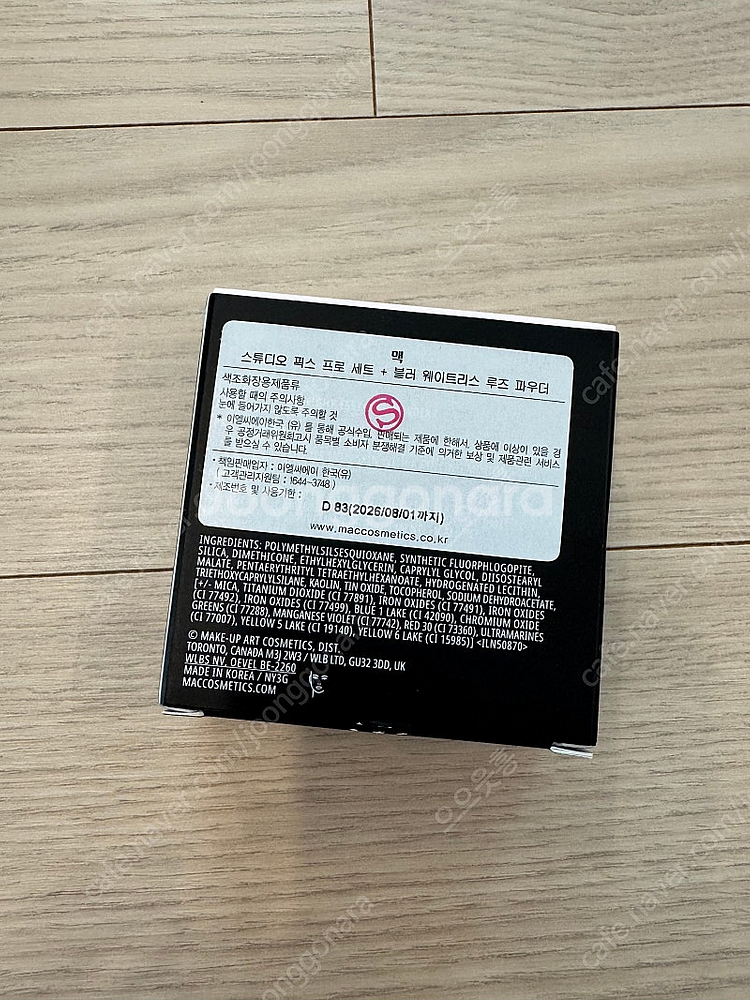 맥
스튜디오 픽스 프로 세트 + 블러 웨이트리스 루즈 파우더
색조화장용제품류
사용할 때의 주의사항
눈에 들어가지 않도록 주의할 것
* 이엘씨에이한국 (유) 를 통해 공식수입, 판매되는 제품에 한해서, 상품에 이상이 있을 경
우 공정거래위원회고시 품목별 소비자 분쟁해결 기준에 의거한 보상 및 제품관련 서비스
를 받으실 수 있습니다.
· 책임판매업자 : 이엘씨에이 한국(유)
( 고객관리지원팀 : 1644-3748.)
· 제조번호 및 사용기한 :
D 83(2026/08/01까지)
www.maccosmetics.co.kr
INGREDIENTS: POLYMETHYLSILSESQUIOXANE, SYNTHETIC FLUORPHLOGOPITE,
SILICA, DIMETHICONE, ETHYLHEXYLGLYCERIN, CAPRYLYL GLYCOL, DIISOSTEARYL
MALATE, PENTAERYTHRITYL TETRAETHYLHEXANOATE, HYDROGENATED LECITHIN,
TRIETHOXYCAPRYLYLSILANE, KAOLIN, TIN OXIDE, TOCOPHEROL, SODIUM DEHYDROACETATE,
[+/- MICA, TITANIUM DIOXIDE (CI 77891), IRON OXIDES (CI 77491), IRON OXIDES
(CI 77492), IRON OXIDES (CI 77499), BLUE 1 LAKE (CI 42090), CHROMIUM OXIDE
GREENS (CI 77288), MANGANESE VIOLET (CI 77742), RED 30 (CI 73360), ULTRAMARINES
(CI 77007), YELLOW 5 LAKE (CI 19140), YELLOW 6 LAKE (CI 15985)] <ILN50870>
© MAKE-UP ART COSMETICS, DIST.
TORONTO, CANADA M3J 2W3 / WLB LTD, GU32 3DD, UK
WLBS NV, OEVEL BE-2260
MADE IN KOREA / NY3G
MACCOSMETICS.COM
joonggonara
cafe.naver.com/joonggonara
으으웃흥